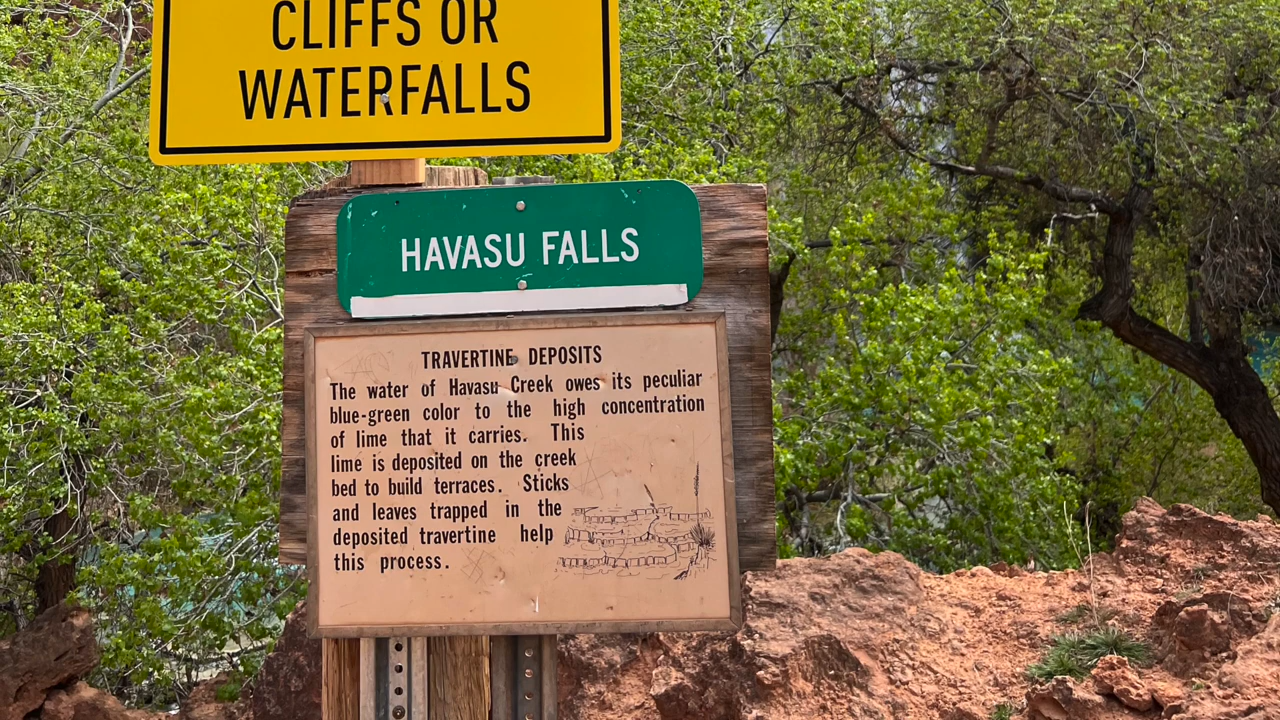 CLIFFS OR
WATERFALLS
HAVASU FALLS
TRAVERTINE DEPOSITS
The water of Havasu Creek owes its peculiar
blue-green color to the high concentration
of lime that it carries. This
lime is deposited on the creek
bed to build terraces. Sticks
and leaves trapped in the
deposited travertine help
this process.